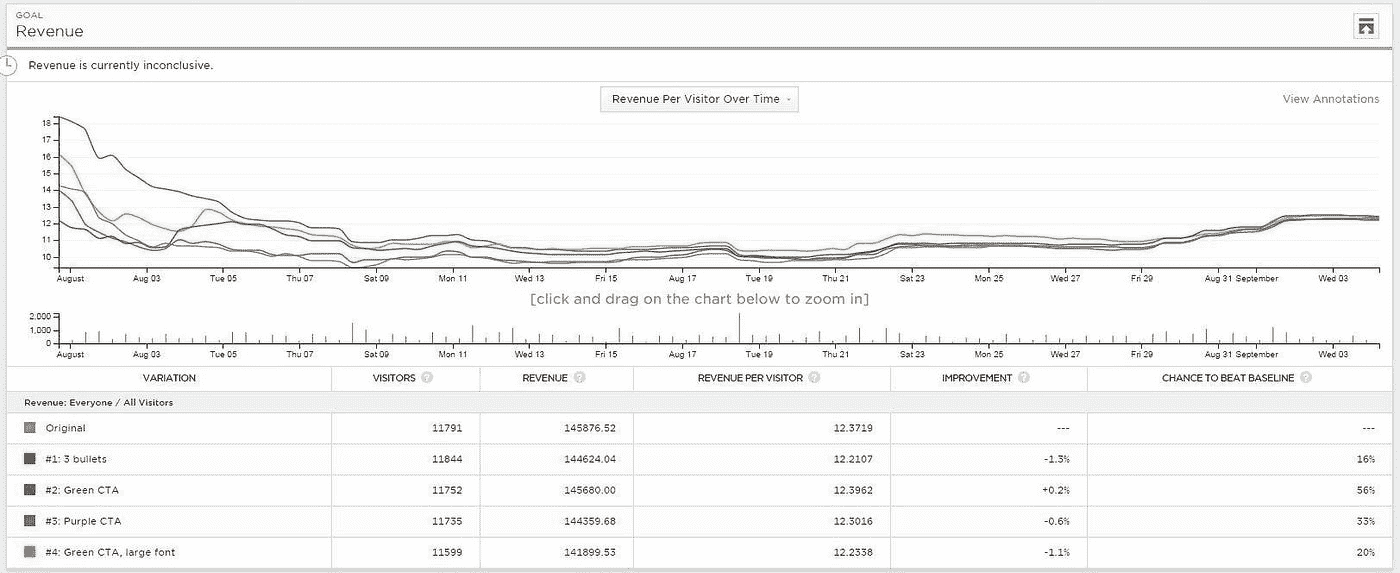 GOAL
Revenue
Revenue is currently inconclusive.
Revenue Per Visitor Over Time
View Annotations
18
17
16
15
14
13
12
11
10
August Aug 03 Tue 05 Thu 07 Sat 09 Mon 11 Wed 13 Fri 15 Aug 17 Tue 19 Thu 21 Sat 23 Mon 25 Wed 27 Fri 29 Aug 31 September Wed 03
[click and drag on the chart below to zoom in]
2,000
1,000
0
August Aug 03 Tue 05 Thu 07 Sat 09 Mon 11 Wed 13 Fri 15 Aug 17 Tue 19 Thu 21 Sat 23 Mon 25 Wed 27 Fri 29 Aug 31 September Wed 03
VARIATION VISITORS ? REVENUE ? REVENUE PER VISITOR ? IMPROVEMENT ? CHANCE TO BEAT BASELINE ?
Revenue: Everyone / All Visitors
Original 11791 145876.52 12.3719 --- ---
#1: 3 bullets 11844 144624.04 12.2107 -1.3% 16%
#2: Green CTA 11752 145680.00 12.3962 +0.2% 56%
#3: Purple CTA 11735 144359.68 12.3016 -0.6% 33%
#4: Green CTA, large font 11599 141899.53 12.2338 -1.1% 20%